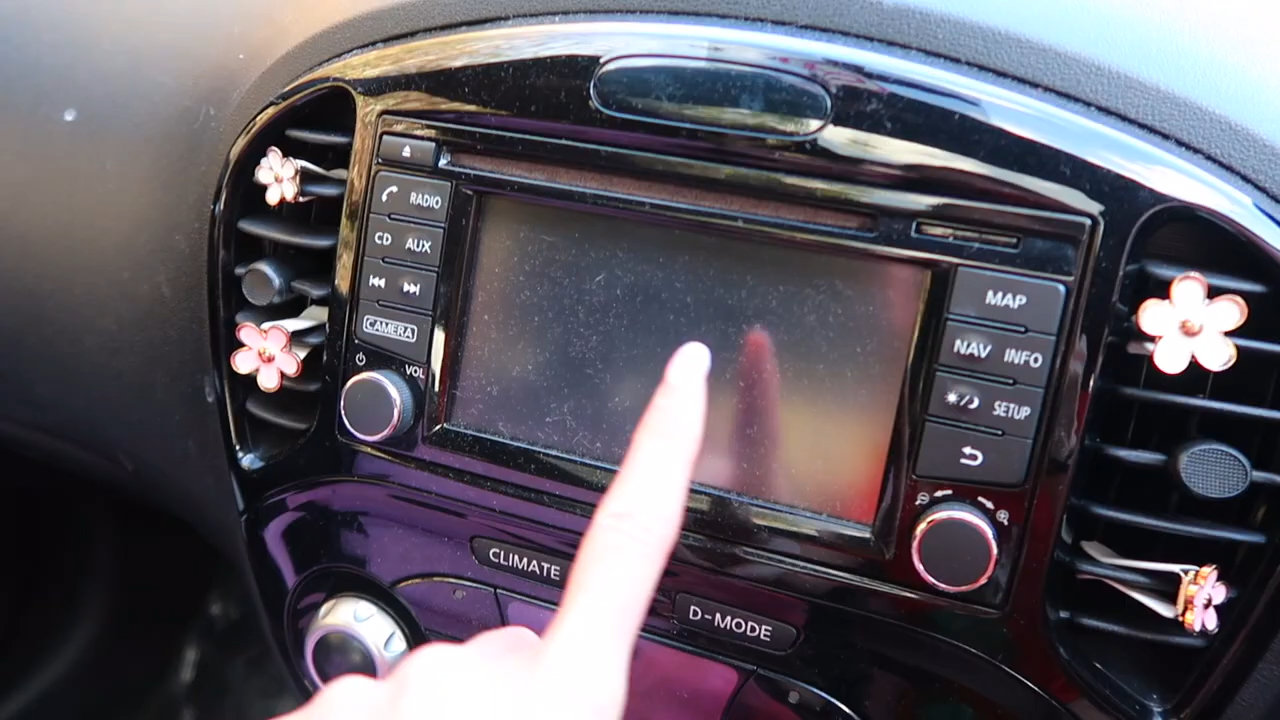 RADIO
CD AUX
CAMERA
VOL
MAP
NAV INFO
SETUP
CLIMATE
D-MODE